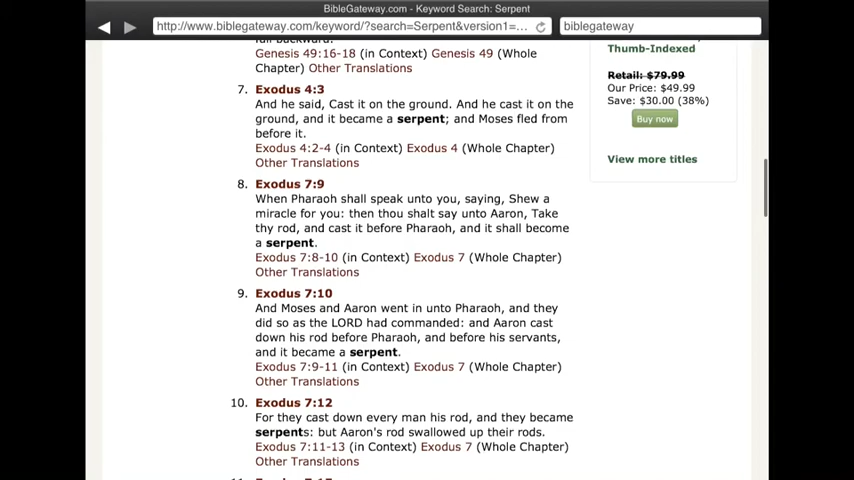 BibleGateway.com - Keyword Search: Serpent
http://www.biblegateway.com/keyword/?search=Serpent&version1=...
biblegateway
Genesis 49:16-18 (in Context) Genesis 49 (Whole
Chapter) Other Translations
7. Exodus 4:3
And he said, Cast it on the ground. And he cast it on the
ground, and it became a serpent; and Moses fled from
before it.
Exodus 4:2-4 (in Context) Exodus 4 (Whole Chapter)
Other Translations
8. Exodus 7:9
When Pharaoh shall speak unto you, saying, Shew a
miracle for you: then thou shalt say unto Aaron, Take
thy rod, and cast it before Pharaoh, and it shall become
a serpent.
Exodus 7:8-10 (in Context) Exodus 7 (Whole Chapter)
Other Translations
9. Exodus 7:10
And Moses and Aaron went in unto Pharaoh, and they
did so as the LORD had commanded: and Aaron cast
down his rod before Pharaoh, and before his servants,
and it became a serpent.
Exodus 7:9-11 (in Context) Exodus 7 (Whole Chapter)
Other Translations
10. Exodus 7:12
For they cast down every man his rod, and they became
serpents: but Aaron's rod swallowed up their rods.
Exodus 7:11-13 (in Context) Exodus 7 (Whole Chapter)
Other Translations
Thumb-Indexed
Retail: $79.99
Our Price: $49.99
Save: $30.00 (38%)
Buy now
View more titles